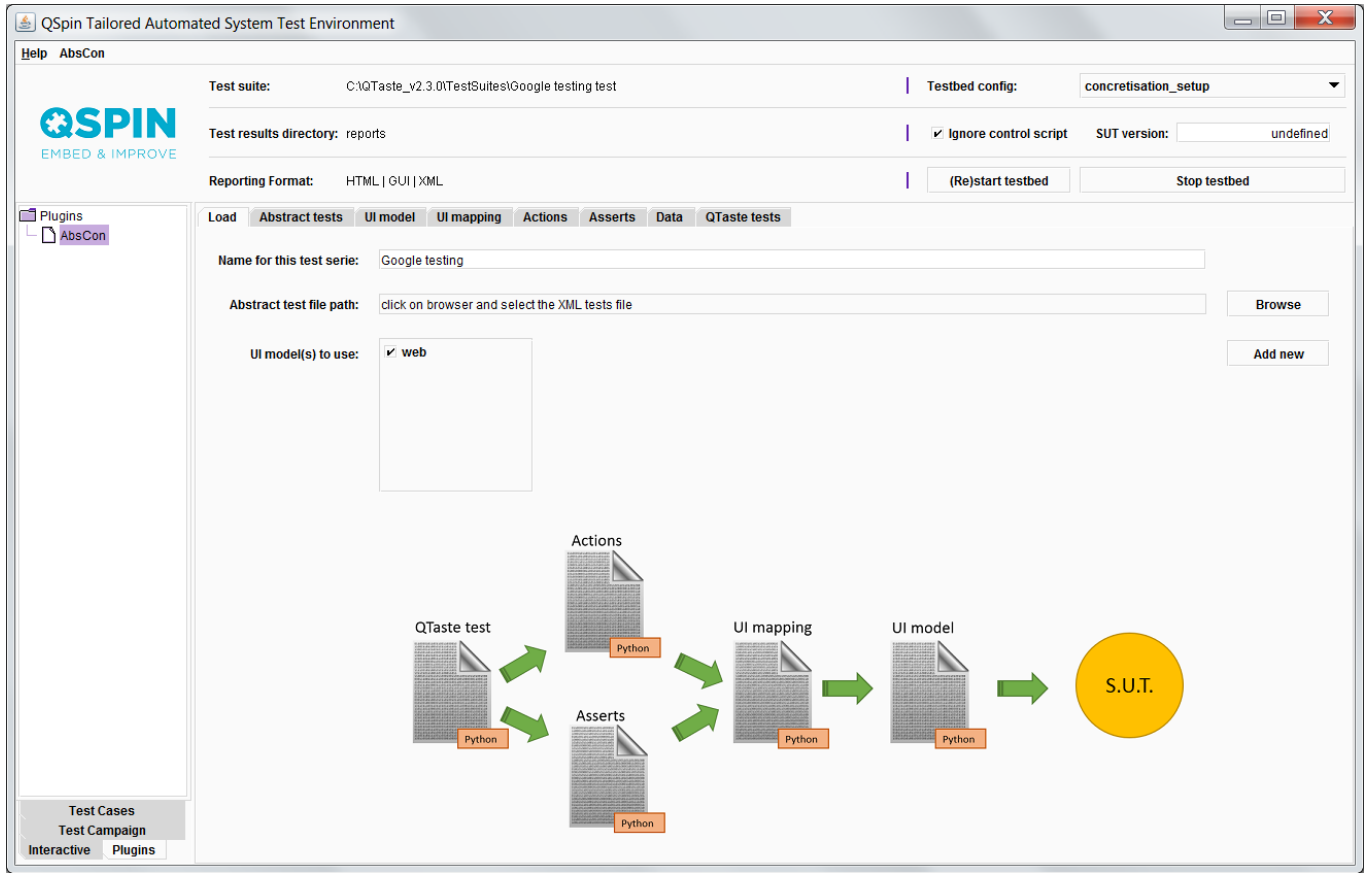 QSpin Tailored Automated System Test Environment
Help AbsCon
QSPIN
EMBED & IMPROVE
Test suite: C:\QTaste_v2.3.0\TestSuites\Google testing test
Testbed config: concretisation_setup
Test results directory: reports
Ignore control script SUT version: undefined
Reporting Format: HTML | GUI | XML
(Re)start testbed Stop testbed
Plugins
AbsCon
Load Abstract tests UI model UI mapping Actions Asserts Data QTaste tests
Name for this test serie: Google testing
Abstract test file path: click on browser and select the XML tests file Browse
UI model(s) to use: web Add new
Actions
Python
QTaste test
Python
Asserts
Python
UI mapping
Python
UI model
Python
S.U.T.
Test Cases
Test Campaign
Interactive Plugins